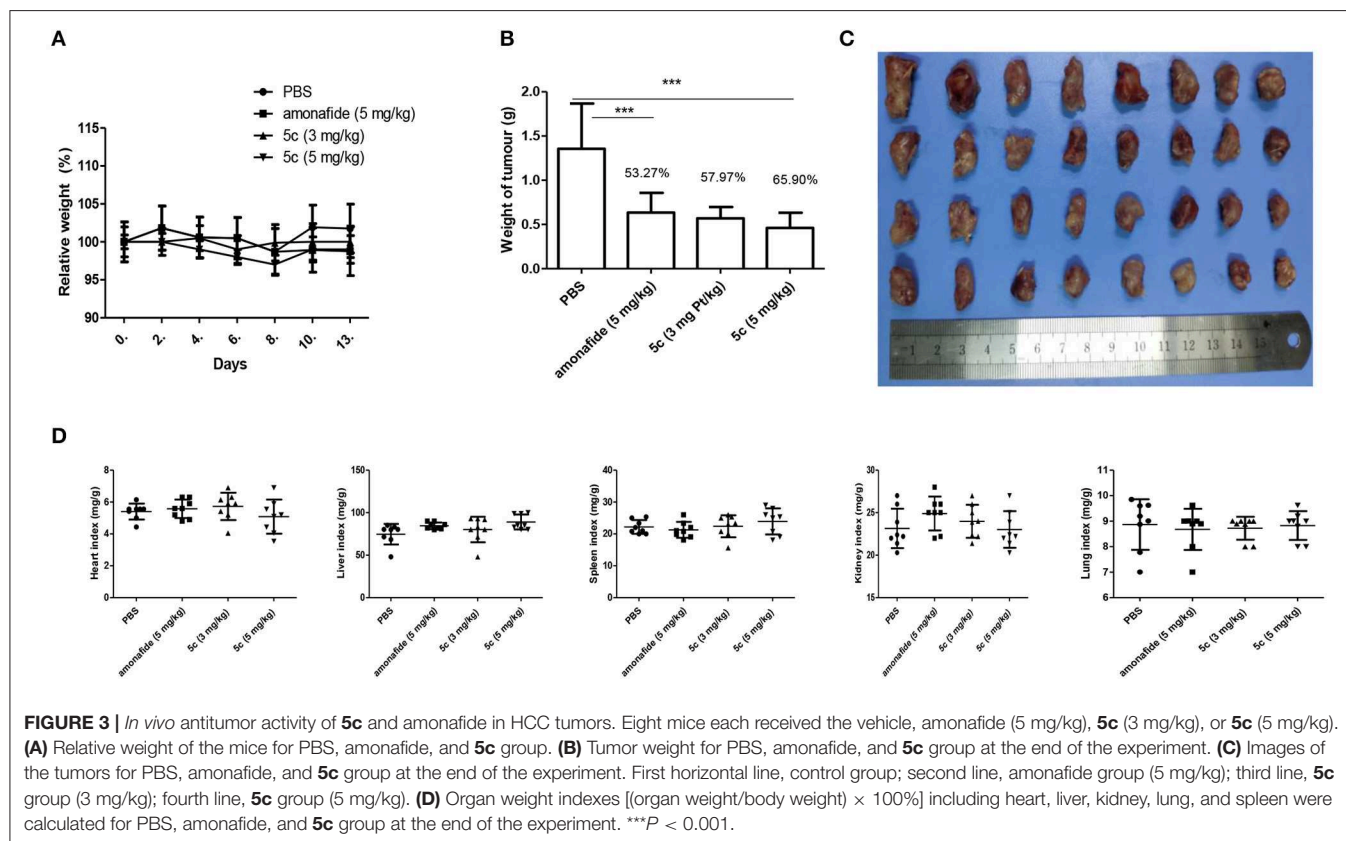 A
PBS
amonafide (5 mg/kg)
5c (3 mg/kg)
5c (5 mg/kg)
Relative weight (%)
115
110
105
100
95
90
0.
2.
4.
6.
8.
10.
13.
Days
B
Weight of tumour (g)
2.0
1.5
1.0
0.5
0.0
***
***
53.27%
57.97%
65.90%
PBS
amonafide (5 mg/kg)
5c (3 mg Pt/kg)
5c (5 mg/kg)
C
1 2 3 4 5 6 7 8 9 10 11 12 13 14 15
D
Heart index (mg/g)
8
6
4
2
0
PBS
amonafide (5 mg/kg)
5c (3 mg/kg)
5c (5 mg/kg)
Liver index (mg/g)
150
100
50
0
PBS
amonafide (5 mg/kg)
5c (3 mg/kg)
5c (5 mg/kg)
Spleen index (mg/g)
40
30
20
10
0
PBS
amonafide (5 mg/kg)
5c (3 mg/kg)
5c (5 mg/kg)
Kidney index (mg/g)
30
25
20
15
PBS
amonafide (5 mg/kg)
5c (3 mg/kg)
5c (5 mg/kg)
Lung index (mg/g)
11
10
9
8
7
6
PBS
amonafide (5 mg/kg)
5c (3 mg/kg)
5c (5 mg/kg)
FIGURE 3 | In vivo antitumor activity of 5c and amonafide in HCC tumors. Eight mice each received the vehicle, amonafide (5 mg/kg), 5c (3 mg/kg), or 5c (5 mg/kg).
(A) Relative weight of the mice for PBS, amonafide, and 5c group. (B) Tumor weight for PBS, amonafide, and 5c group at the end of the experiment. (C) Images of
the tumors for PBS, amonafide, and 5c group at the end of the experiment. First horizontal line, control group; second line, amonafide group (5 mg/kg); third line, 5c
group (3 mg/kg); fourth line, 5c group (5 mg/kg). (D) Organ weight indexes [(organ weight/body weight) × 100%] including heart, liver, kidney, lung, and spleen were
calculated for PBS, amonafide, and 5c group at the end of the experiment. ***P < 0.001.